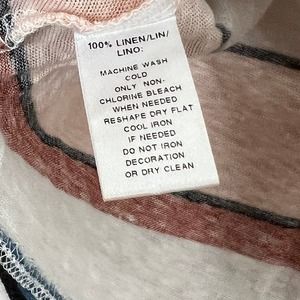 100% LINEN/LIN/
LINO:
MACHINE WASH
COLD
ONLY NON-
CHLORINE BLEACH
WHEN NEEDED
RESHAPE DRY FLAT
COOL IRON
IF NEEDED
DO NOT IRON
DECORATION
OR DRY CLEAN